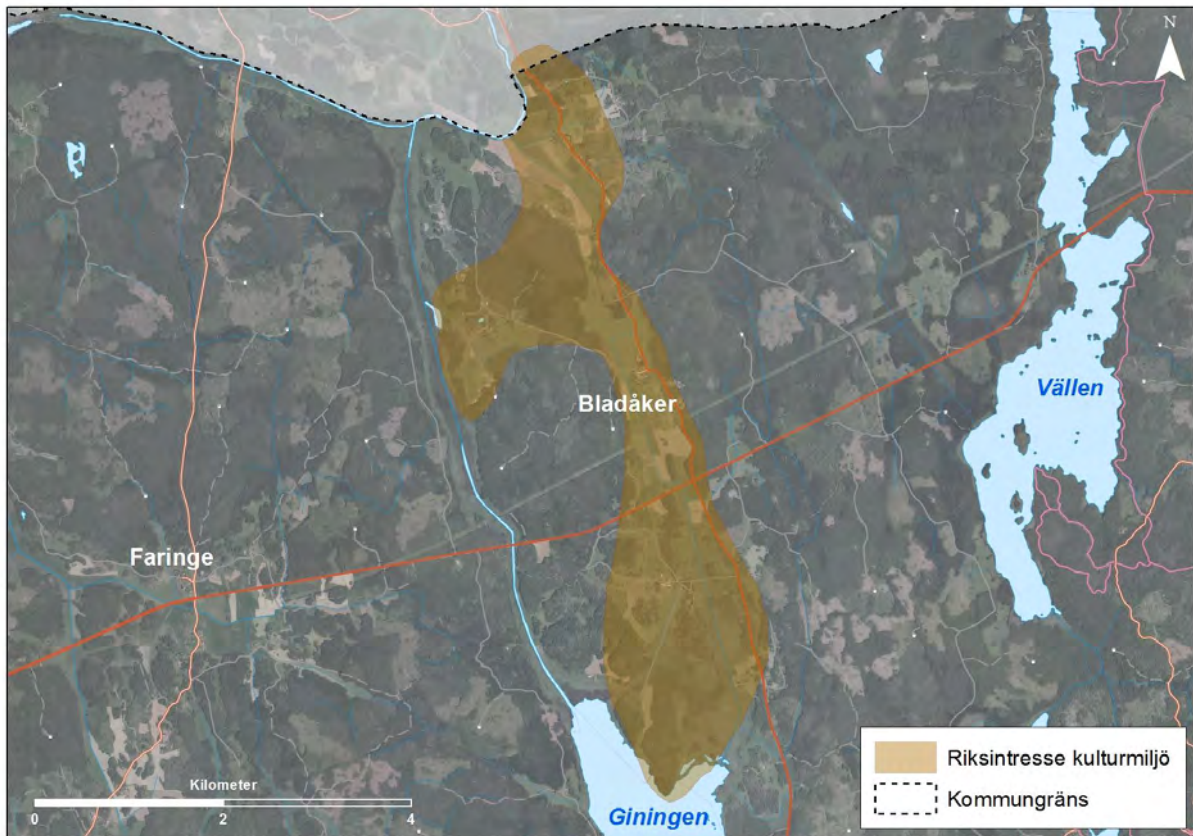 N
Vällen
Bladåker
Faringe
Kilometer
0 2 4
Giningen
Riksintresse kulturmiljö
Kommungräns